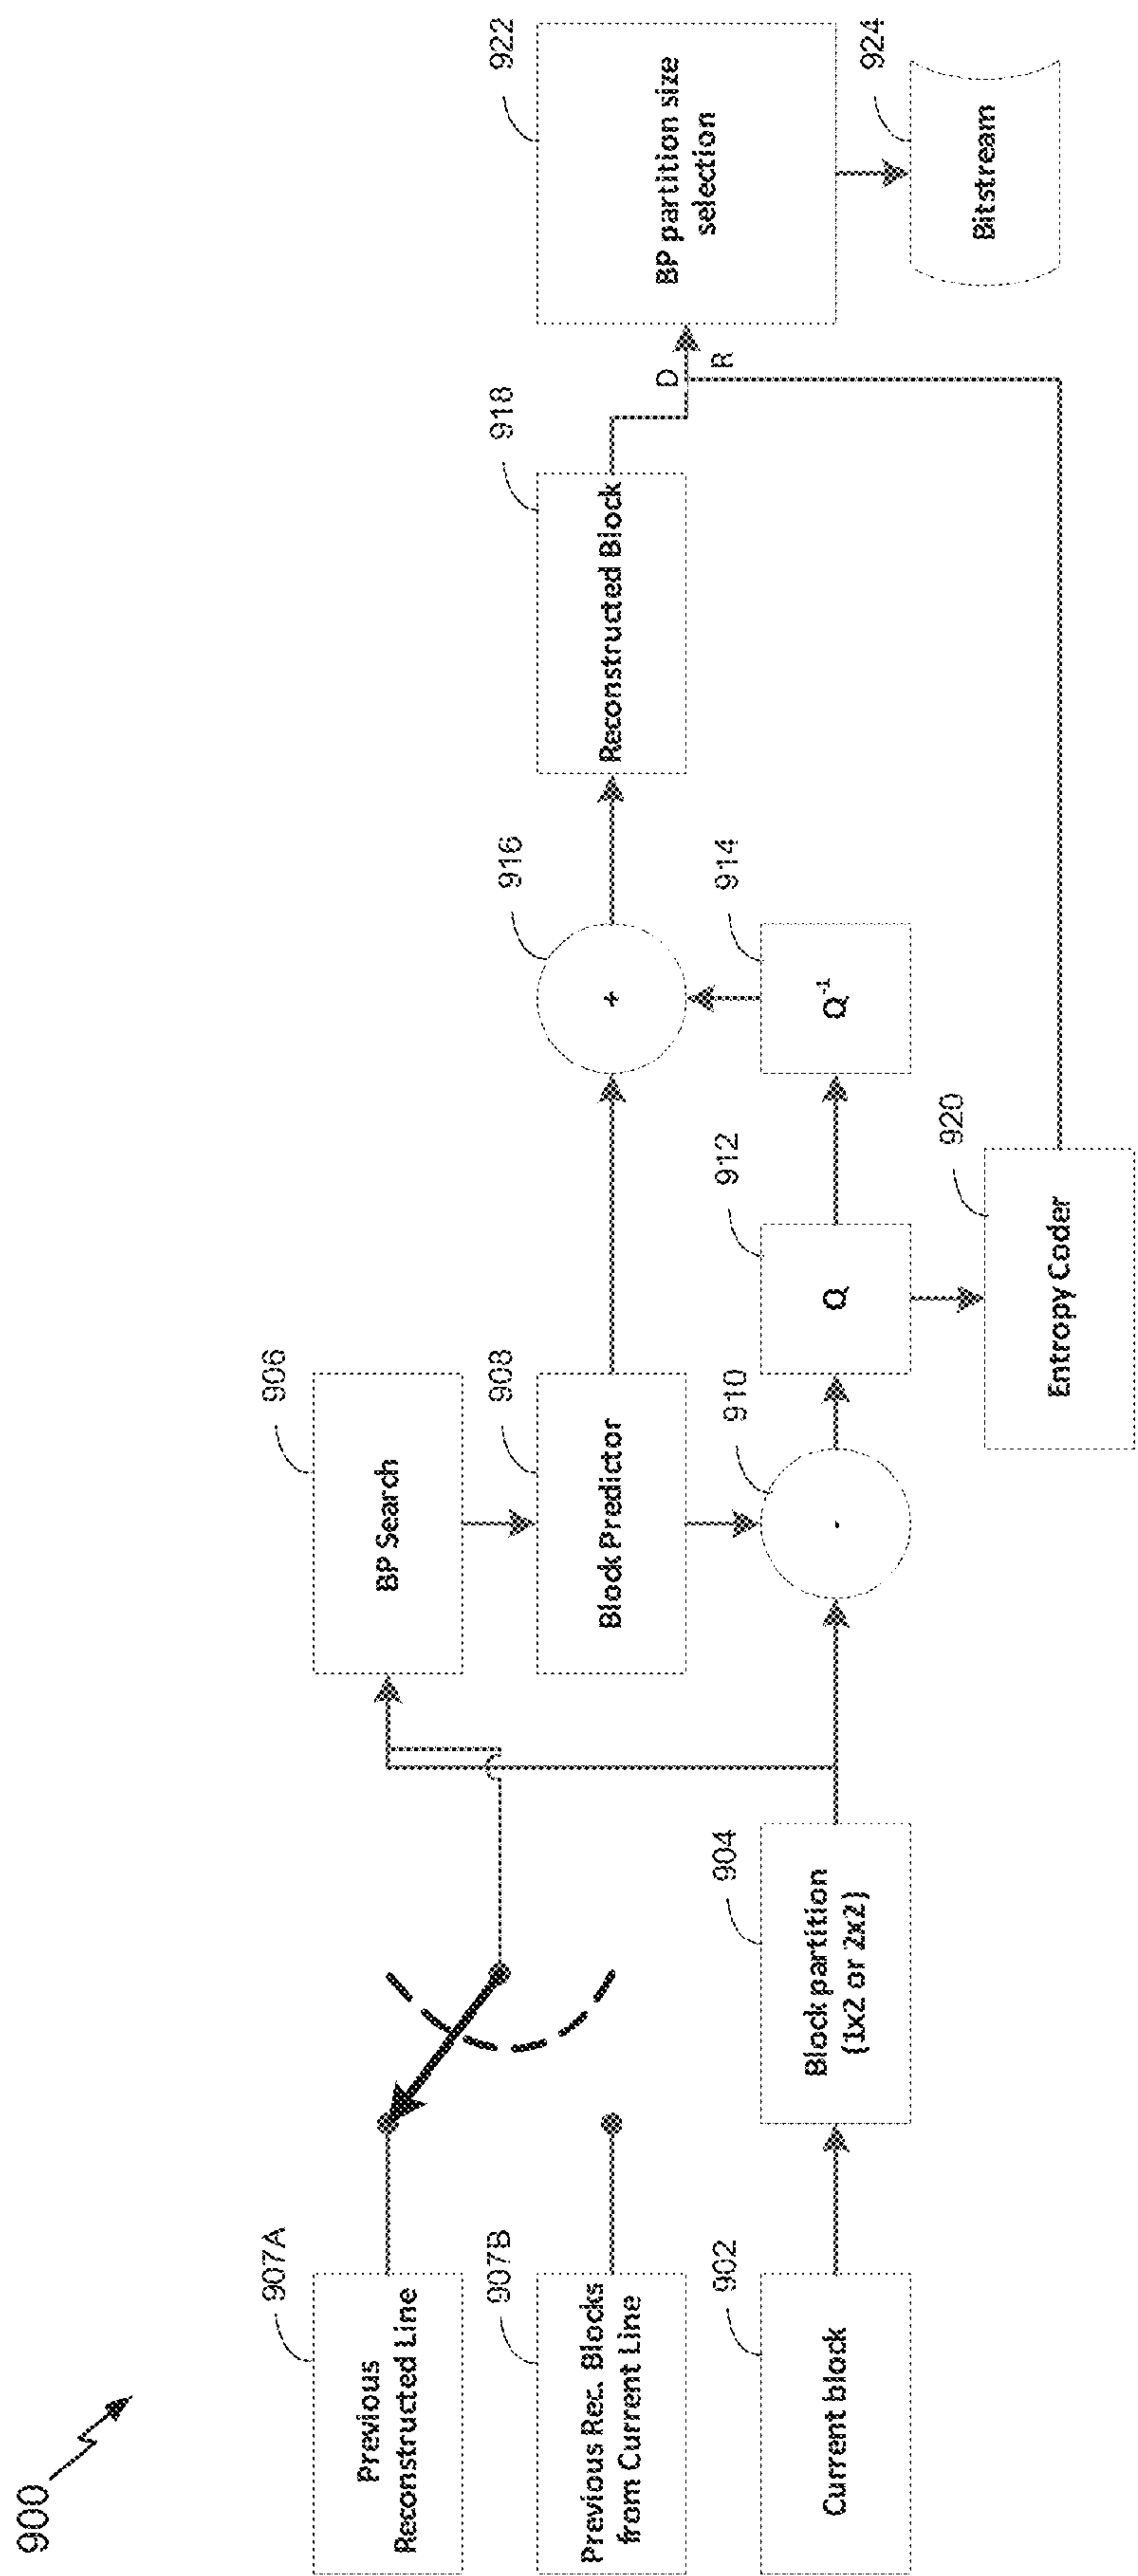 900
907A
Previous
Reconstructed Line
907B
Previous Rec. Blocks
from Current Line
902
Current block
904
Block partition
(1x2 or 2x2)
906
BP Search
908
Block Predictor
910
-
912
Q
914
Q-1
916
+
918
Reconstructed Block
920
Entropy Coder
D
R
922
BP partition size
selection
924
Bitstream